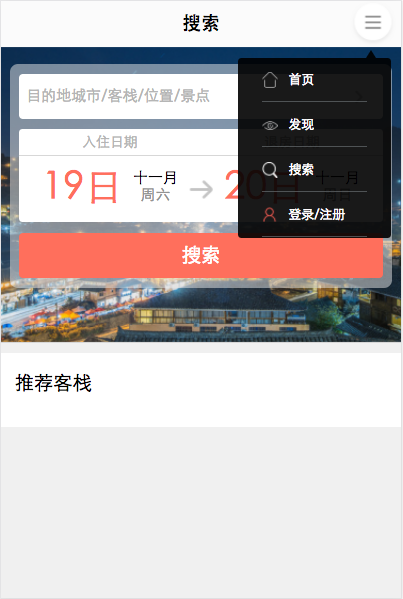 搜索
目的地城市/客栈/位置/景点
入住日期
19日
十一月
周六
20日
十一月
周日
首页
发现
搜索
登录/注册
搜索
推荐客栈